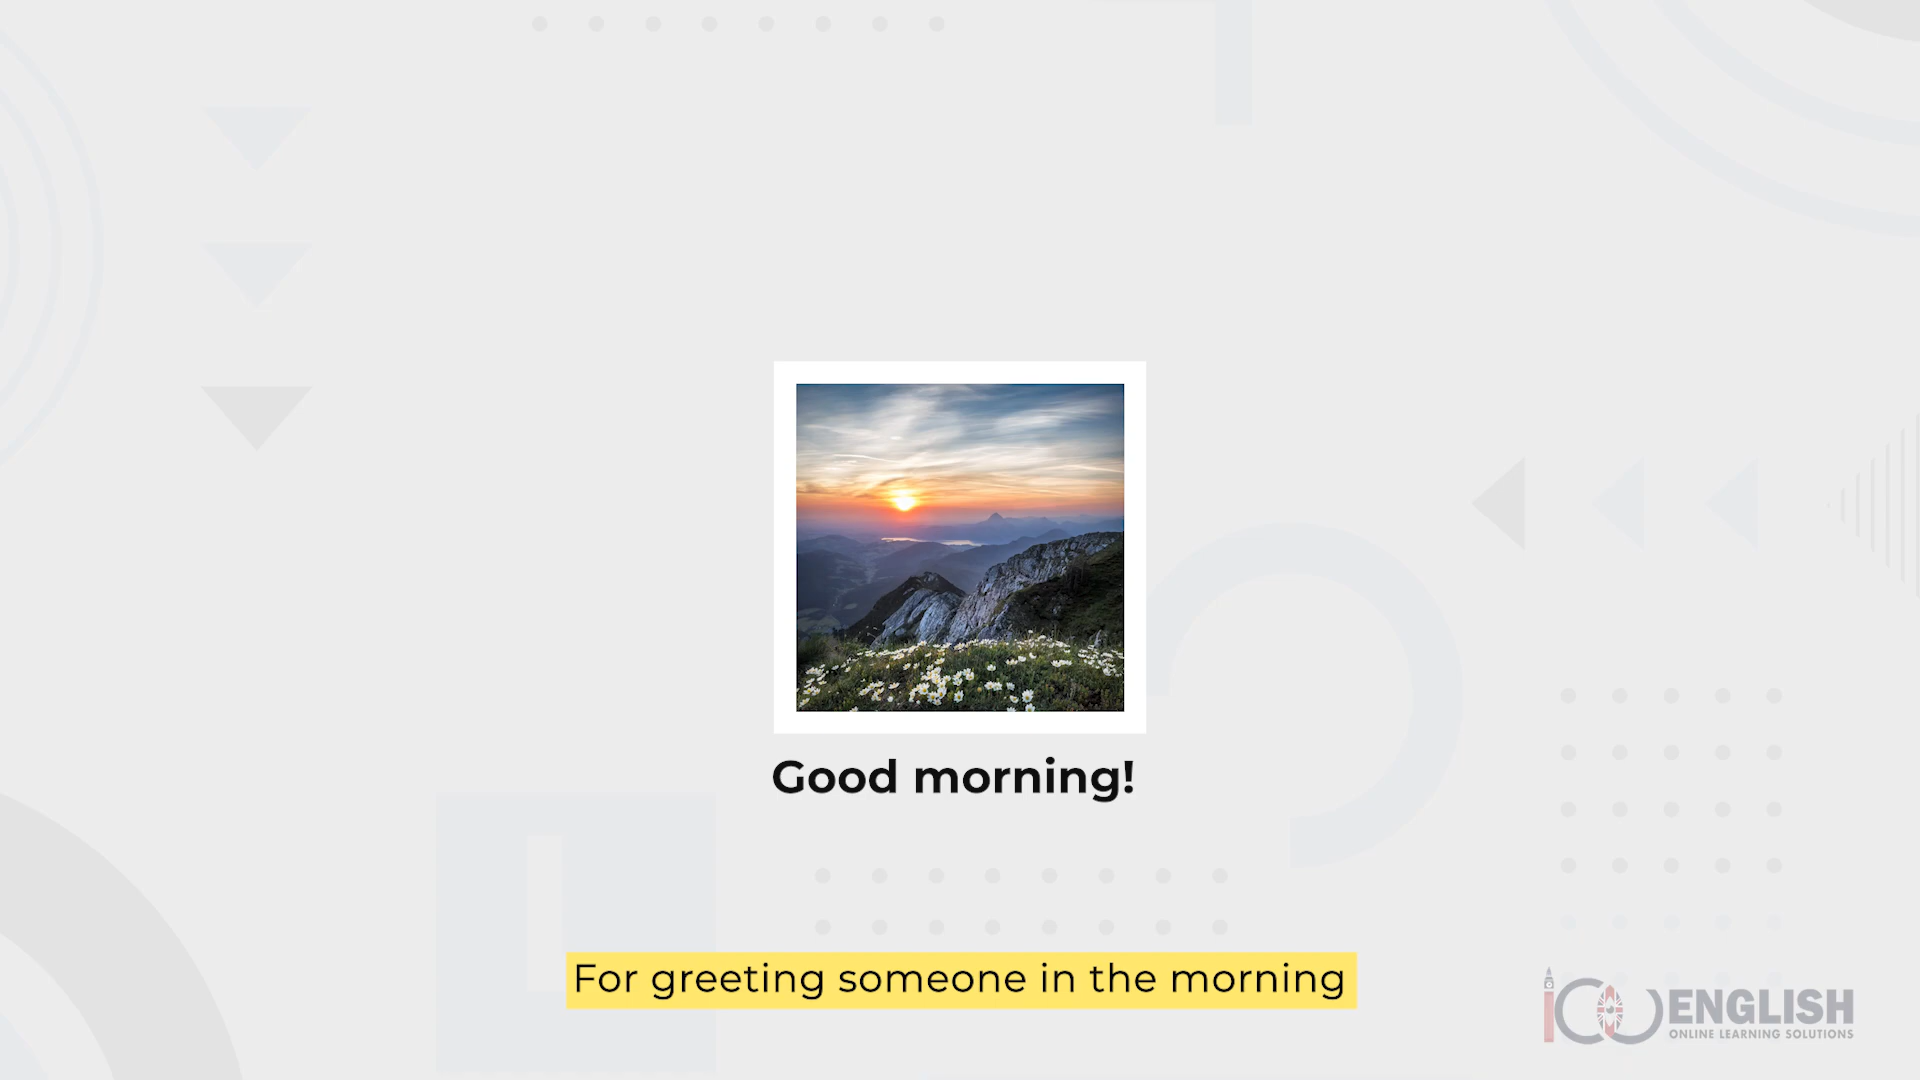 Good morning!
For greeting someone in the morning
ENGLISH
ONLINE LEARNING SOLUTIONS